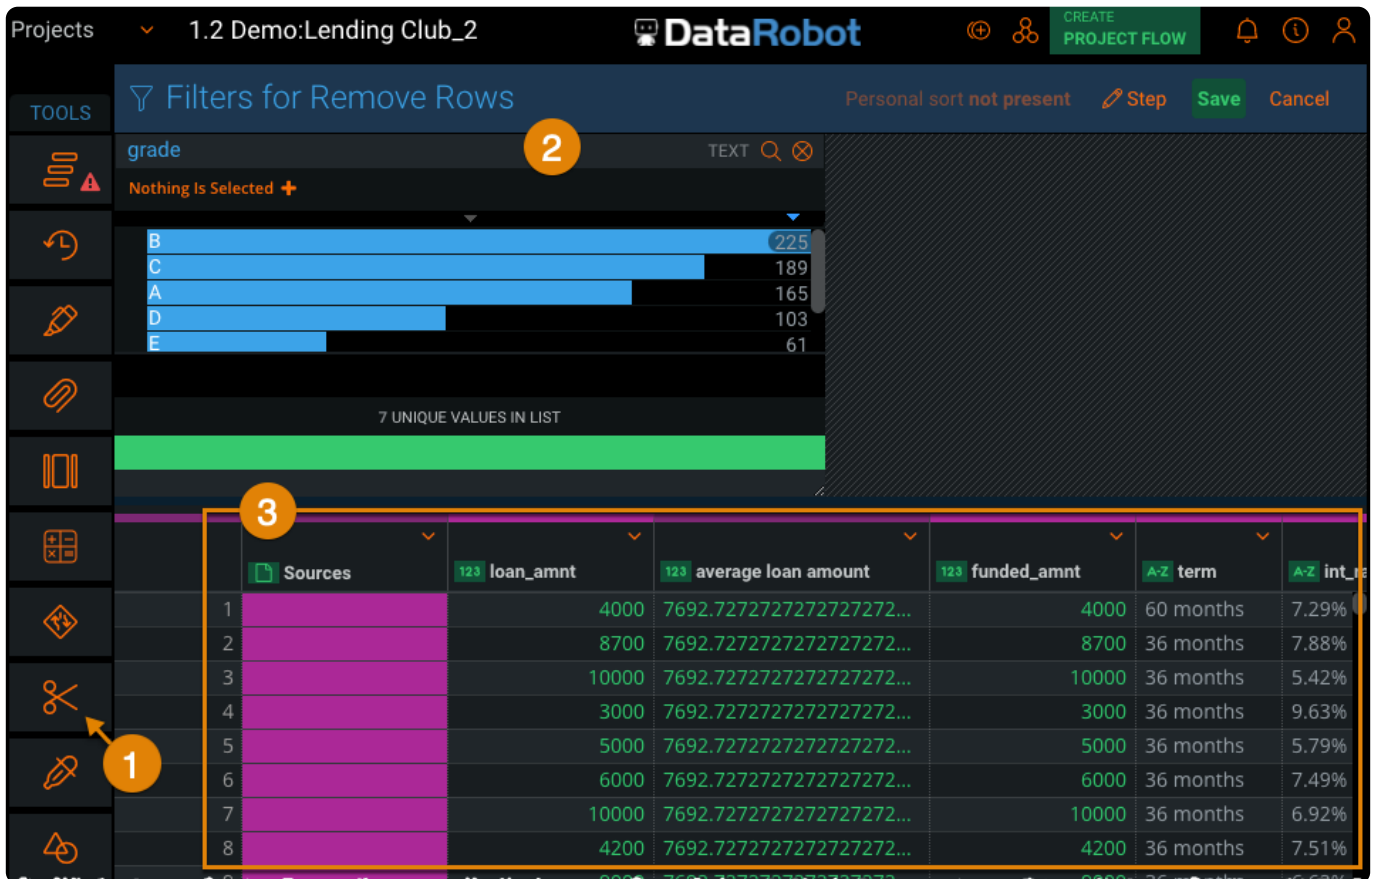 Projects 1.2 Demo:Lending Club_2 DataRobot CREATE PROJECT FLOW
TOOLS
Filters for Remove Rows Personal sort not present Step Save Cancel
grade 2 TEXT
Nothing Is Selected +
B 225
C 189
A 165
D 103
E 61
7 UNIQUE VALUES IN LIST
3
Sources 123 loan_amnt 123 average loan amount 123 funded_amnt A-Z term A-Z
1 4000 7692.7272727272727272... 4000 60 months 7.29%
2 8700 7692.7272727272727272... 8700 36 months 7.88%
3 10000 7692.7272727272727272... 10000 36 months 5.42%
4 3000 7692.7272727272727272... 3000 36 months 9.63%
5 5000 7692.7272727272727272... 5000 36 months 5.79%
1
6 6000 7692.7272727272727272... 6000 36 months 7.49%
7 10000 7692.7272727272727272... 10000 36 months 6.92%
8 4200 7692.7272727272727272... 4200 36 months 7.51%